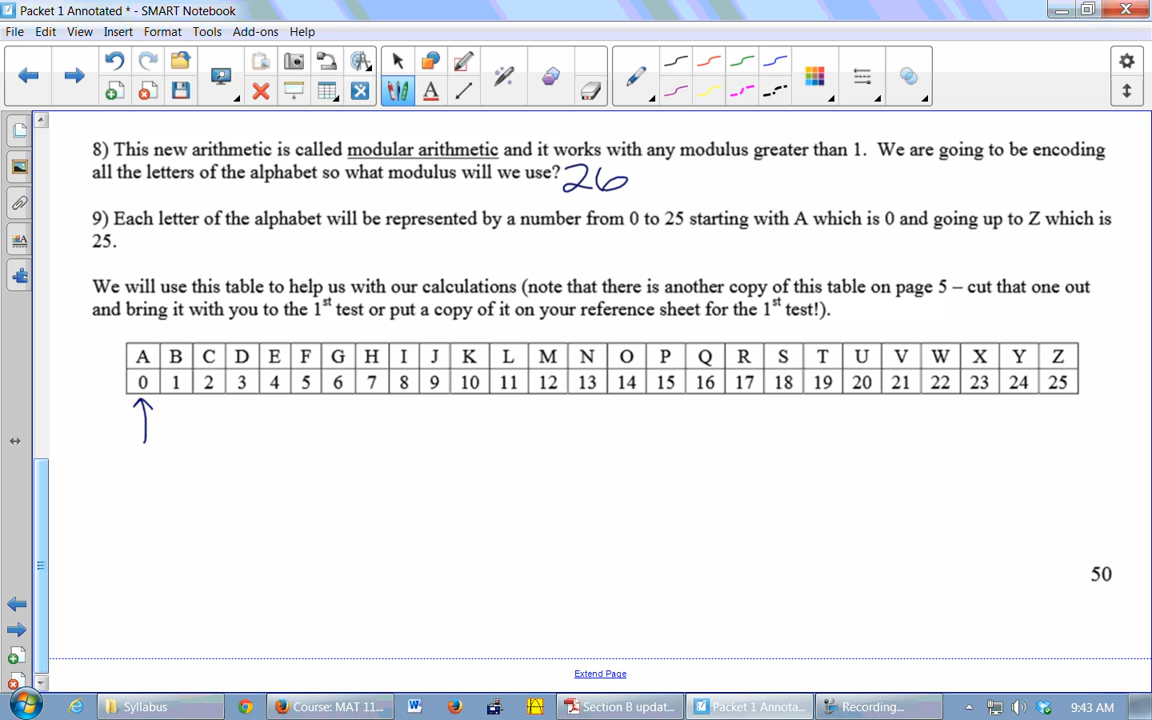 Packet 1 Annotated * - SMART Notebook
File Edit View Insert Format Tools Add-ons Help
8) This new arithmetic is called modular arithmetic and it works with any modulus greater than 1. We are going to be encoding
all the letters of the alphabet so what modulus will we use? 26
9) Each letter of the alphabet will be represented by a number from 0 to 25 starting with A which is 0 and going up to Z which is
25.
We will use this table to help us with our calculations (note that there is another copy of this table on page 5 – cut that one out
and bring it with you to the 1st test or put a copy of it on your reference sheet for the 1st test!).
A B C D E F G H I J K L M N O P Q R S T U V W X Y Z
0 1 2 3 4 5 6 7 8 9 10 11 12 13 14 15 16 17 18 19 20 21 22 23 24 25
50
Extend Page
Syllabus Course: MAT 11... Section B updat... Packet 1 Annota... Recording... 9:43 AM